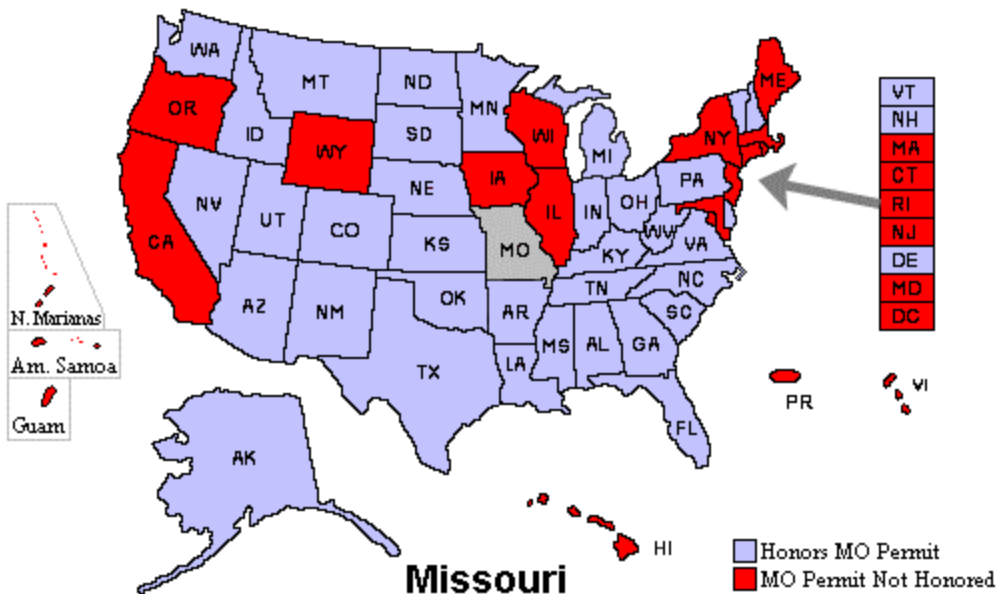 WA
MT
ND
MN
ME
OR
ID
SD
WI
NY
WY
MI
VT
NH
MA
CT
RI
NJ
DE
MD
DC
NE
IA
PA
NV
UT
CO
IL
IN
OH
WV
VA
CA
KS
MO
KY
NC
TN
AZ
NM
OK
AR
SC
MS
AL
GA
LA
TX
FL
N. Marianas
Am. Samoa
Guam
PR
VI
AK
HI
Missouri
Honors MO Permit
MO Permit Not Honored